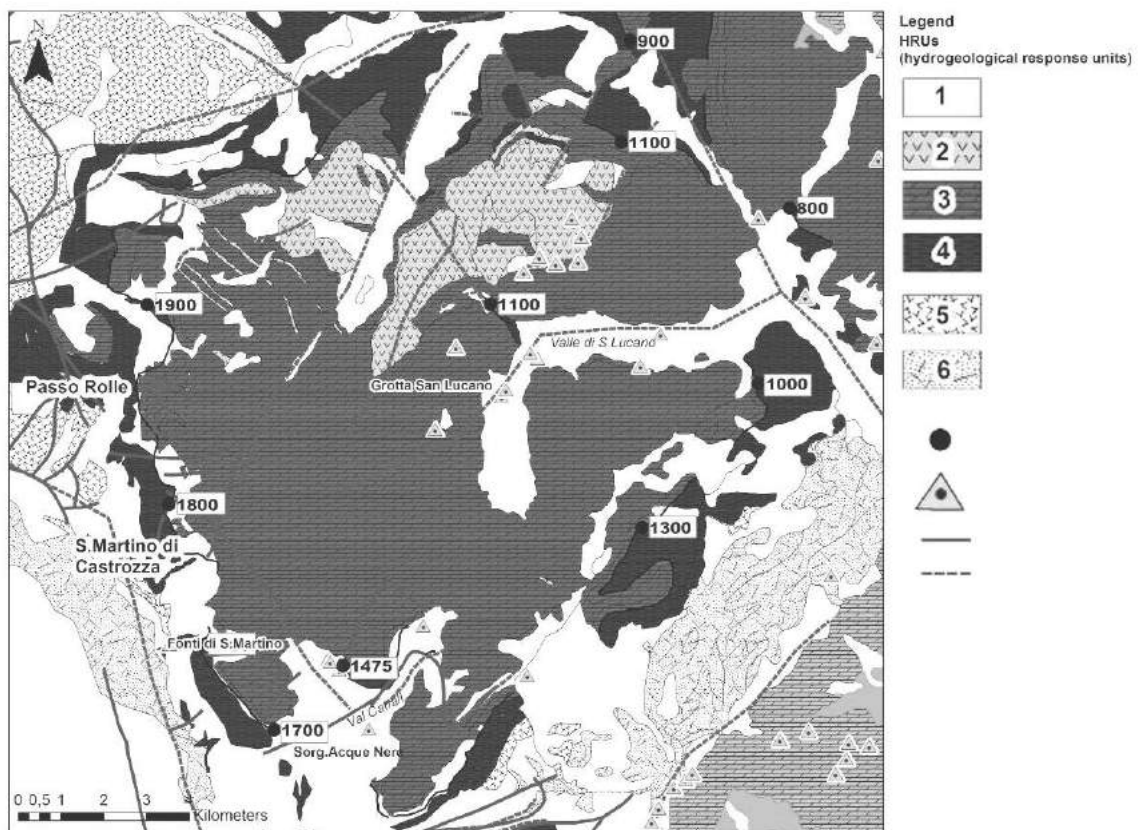 N
900
1100
800
1900
1100
Valle di S.Lucano
Passo Rolle
Grotta San Lucano
1000
1800
1300
S.Martino di
Castrozza
Fonti di S.Martino
1475
Val Canali
1700
Sorg.Acque Nere
0 0,5 1 2 3 4
Kilometers
Legend
HRUs
(hydrogeological response units)
1
2
3
4
5
6